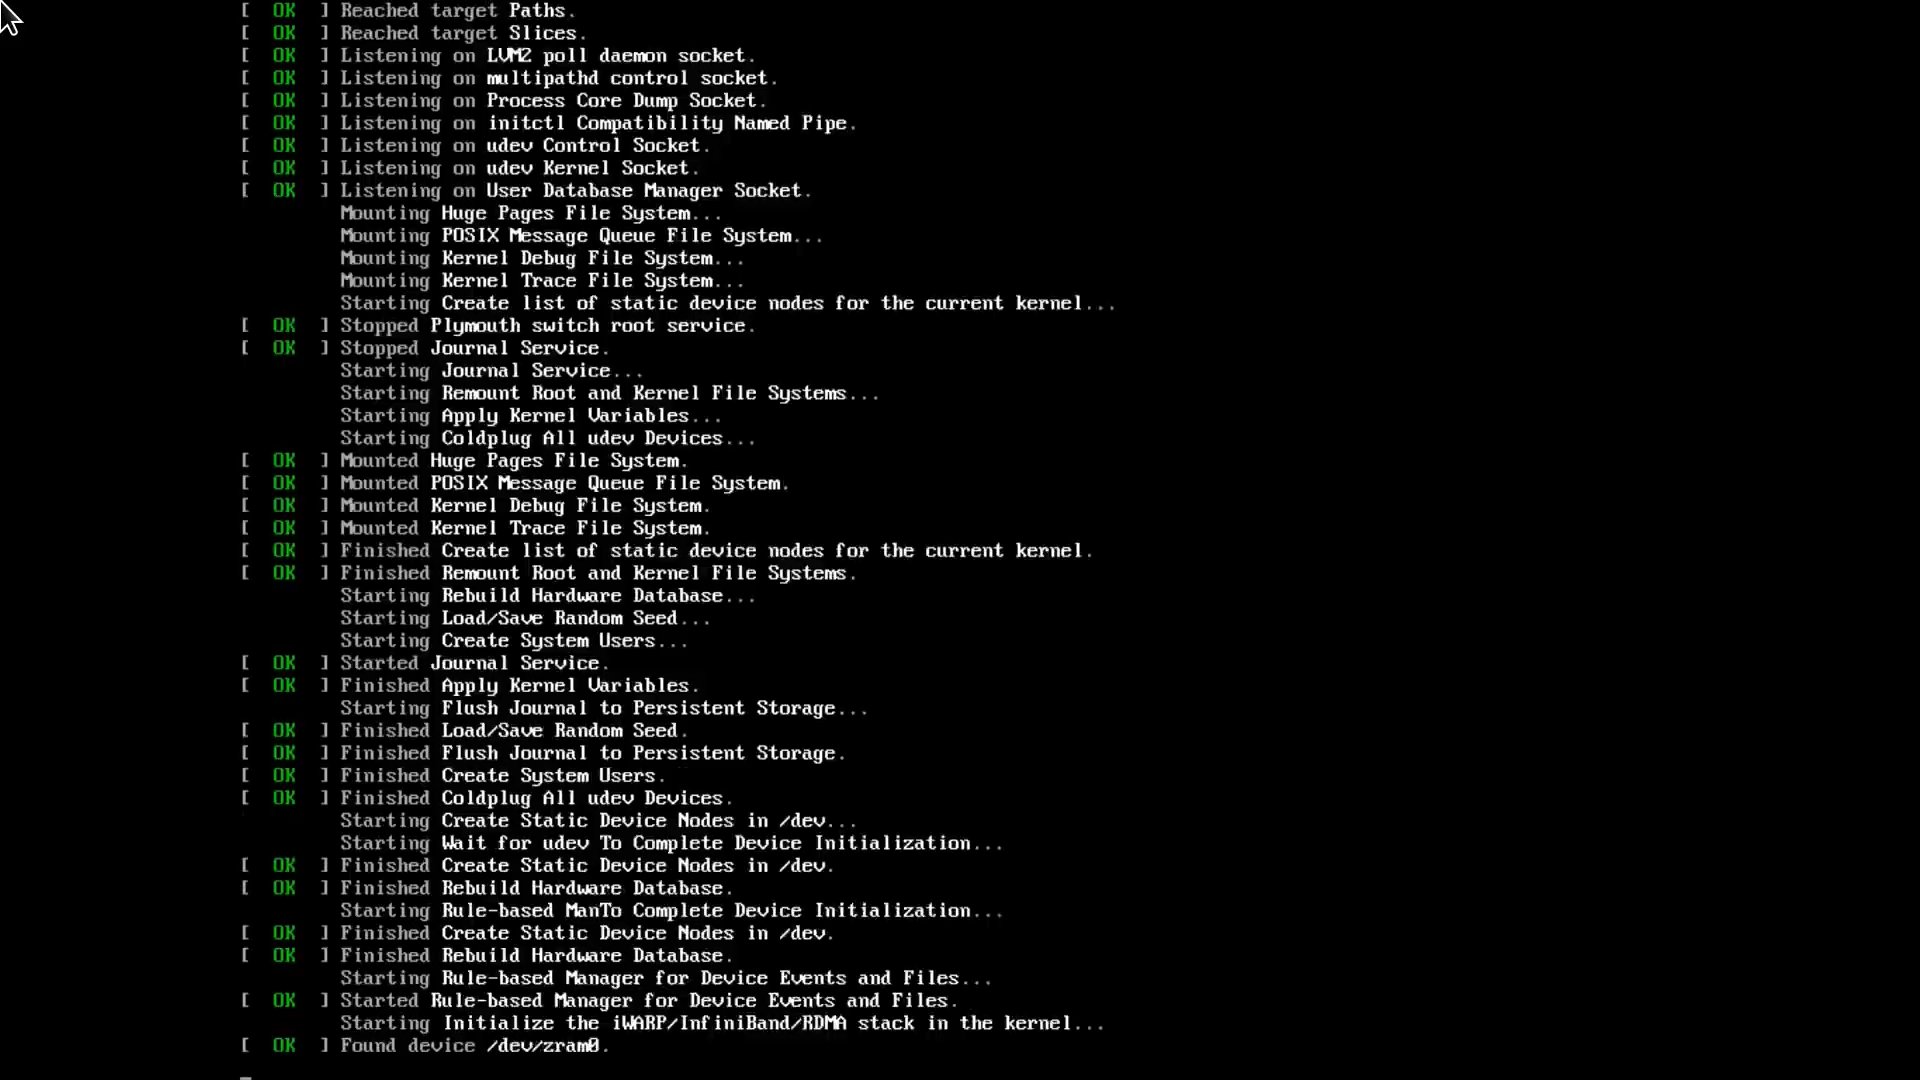 [  OK  ] Reached target Paths.
[  OK  ] Reached target Slices.
[  OK  ] Listening on LVM2 poll daemon socket.
[  OK  ] Listening on multipathd control socket.
[  OK  ] Listening on Process Core Dump Socket.
[  OK  ] Listening on initctl Compatibility Named Pipe.
[  OK  ] Listening on udev Control Socket.
[  OK  ] Listening on udev Kernel Socket.
[  OK  ] Listening on User Database Manager Socket.
Mounting Huge Pages File System...
Mounting POSIX Message Queue File System...
Mounting Kernel Debug File System...
Mounting Kernel Trace File System...
Starting Create list of static device nodes for the current kernel...
[  OK  ] Stopped Plymouth switch root service.
[  OK  ] Stopped Journal Service.
Starting Journal Service...
Starting Remount Root and Kernel File Systems...
Starting Apply Kernel Variables...
Starting Coldplug All udev Devices...
[  OK  ] Mounted Huge Pages File System.
[  OK  ] Mounted POSIX Message Queue File System.
[  OK  ] Mounted Kernel Debug File System.
[  OK  ] Mounted Kernel Trace File System.
[  OK  ] Finished Create list of static device nodes for the current kernel.
[  OK  ] Finished Remount Root and Kernel File Systems.
Starting Rebuild Hardware Database...
Starting Load/Save Random Seed...
Starting Create System Users...
[  OK  ] Started Journal Service.
[  OK  ] Finished Apply Kernel Variables.
Starting Flush Journal to Persistent Storage...
[  OK  ] Finished Load/Save Random Seed.
[  OK  ] Finished Flush Journal to Persistent Storage.
[  OK  ] Finished Create System Users.
[  OK  ] Finished Coldplug All udev Devices.
Starting Create Static Device Nodes in /dev...
Starting Wait for udev To Complete Device Initialization...
[  OK  ] Finished Create Static Device Nodes in /dev.
[  OK  ] Finished Rebuild Hardware Database.
Starting Rule-based ManTo Complete Device Initialization...
[  OK  ] Finished Create Static Device Nodes in /dev.
[  OK  ] Finished Rebuild Hardware Database.
Starting Rule-based Manager for Device Events and Files...
[  OK  ] Started Rule-based Manager for Device Events and Files.
Starting Initialize the iWARP/InfiniBand/RDMA stack in the kernel...
[  OK  ] Found device /dev/zram0.